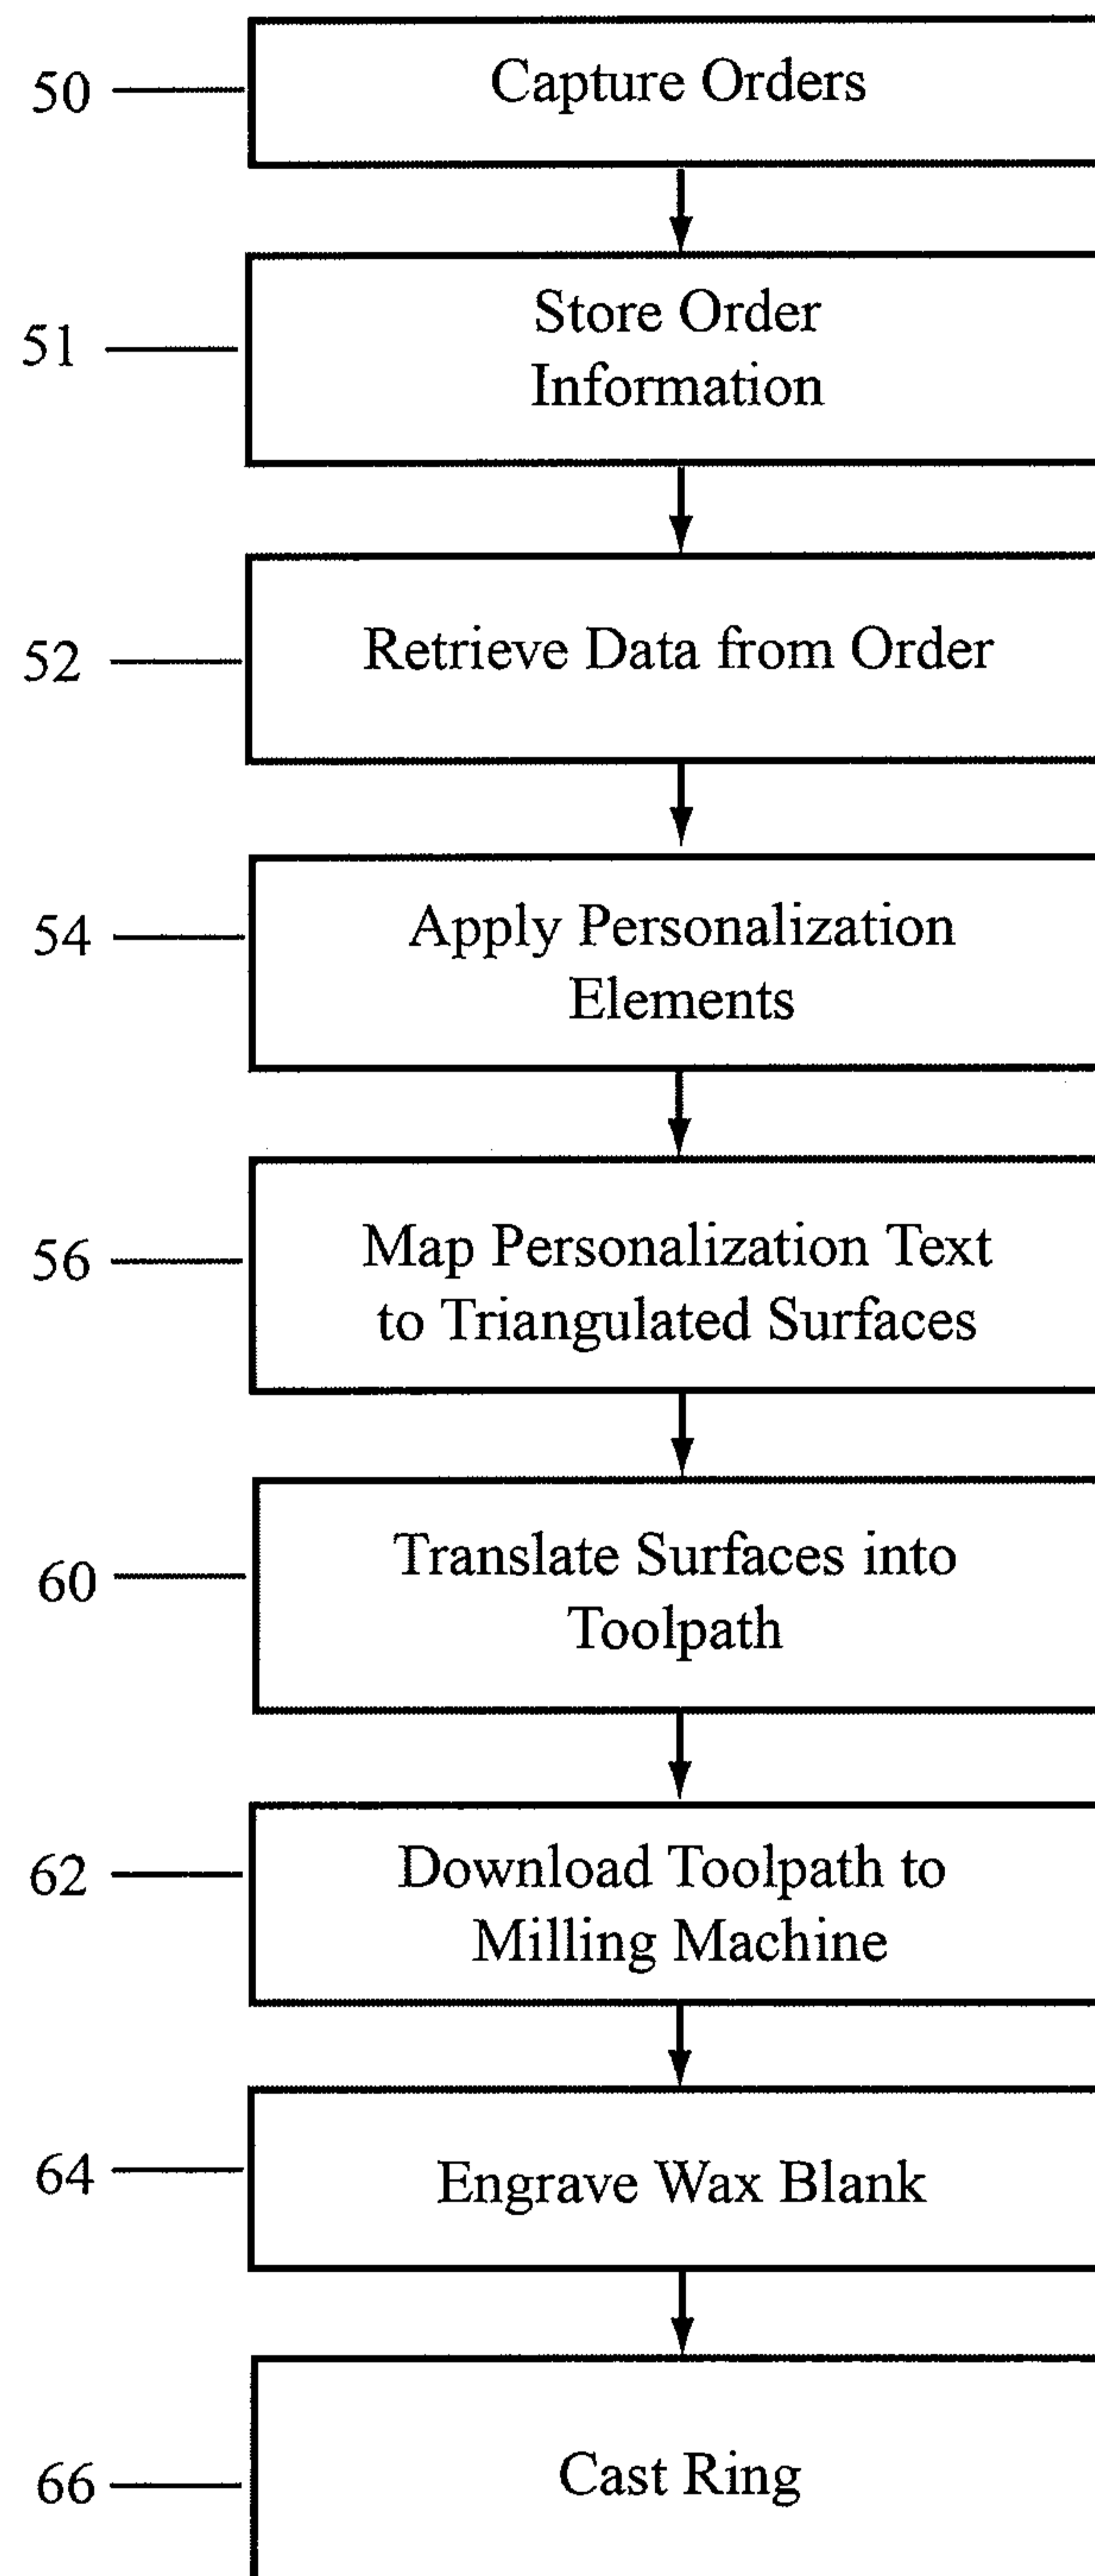 50 Capture Orders
51 Store Order
Information
52 Retrieve Data from Order
54 Apply Personalization
Elements
56 Map Personalization Text
to Triangulated Surfaces
60 Translate Surfaces into
Toolpath
62 Download Toolpath to
Milling Machine
64 Engrave Wax Blank
66 Cast Ring